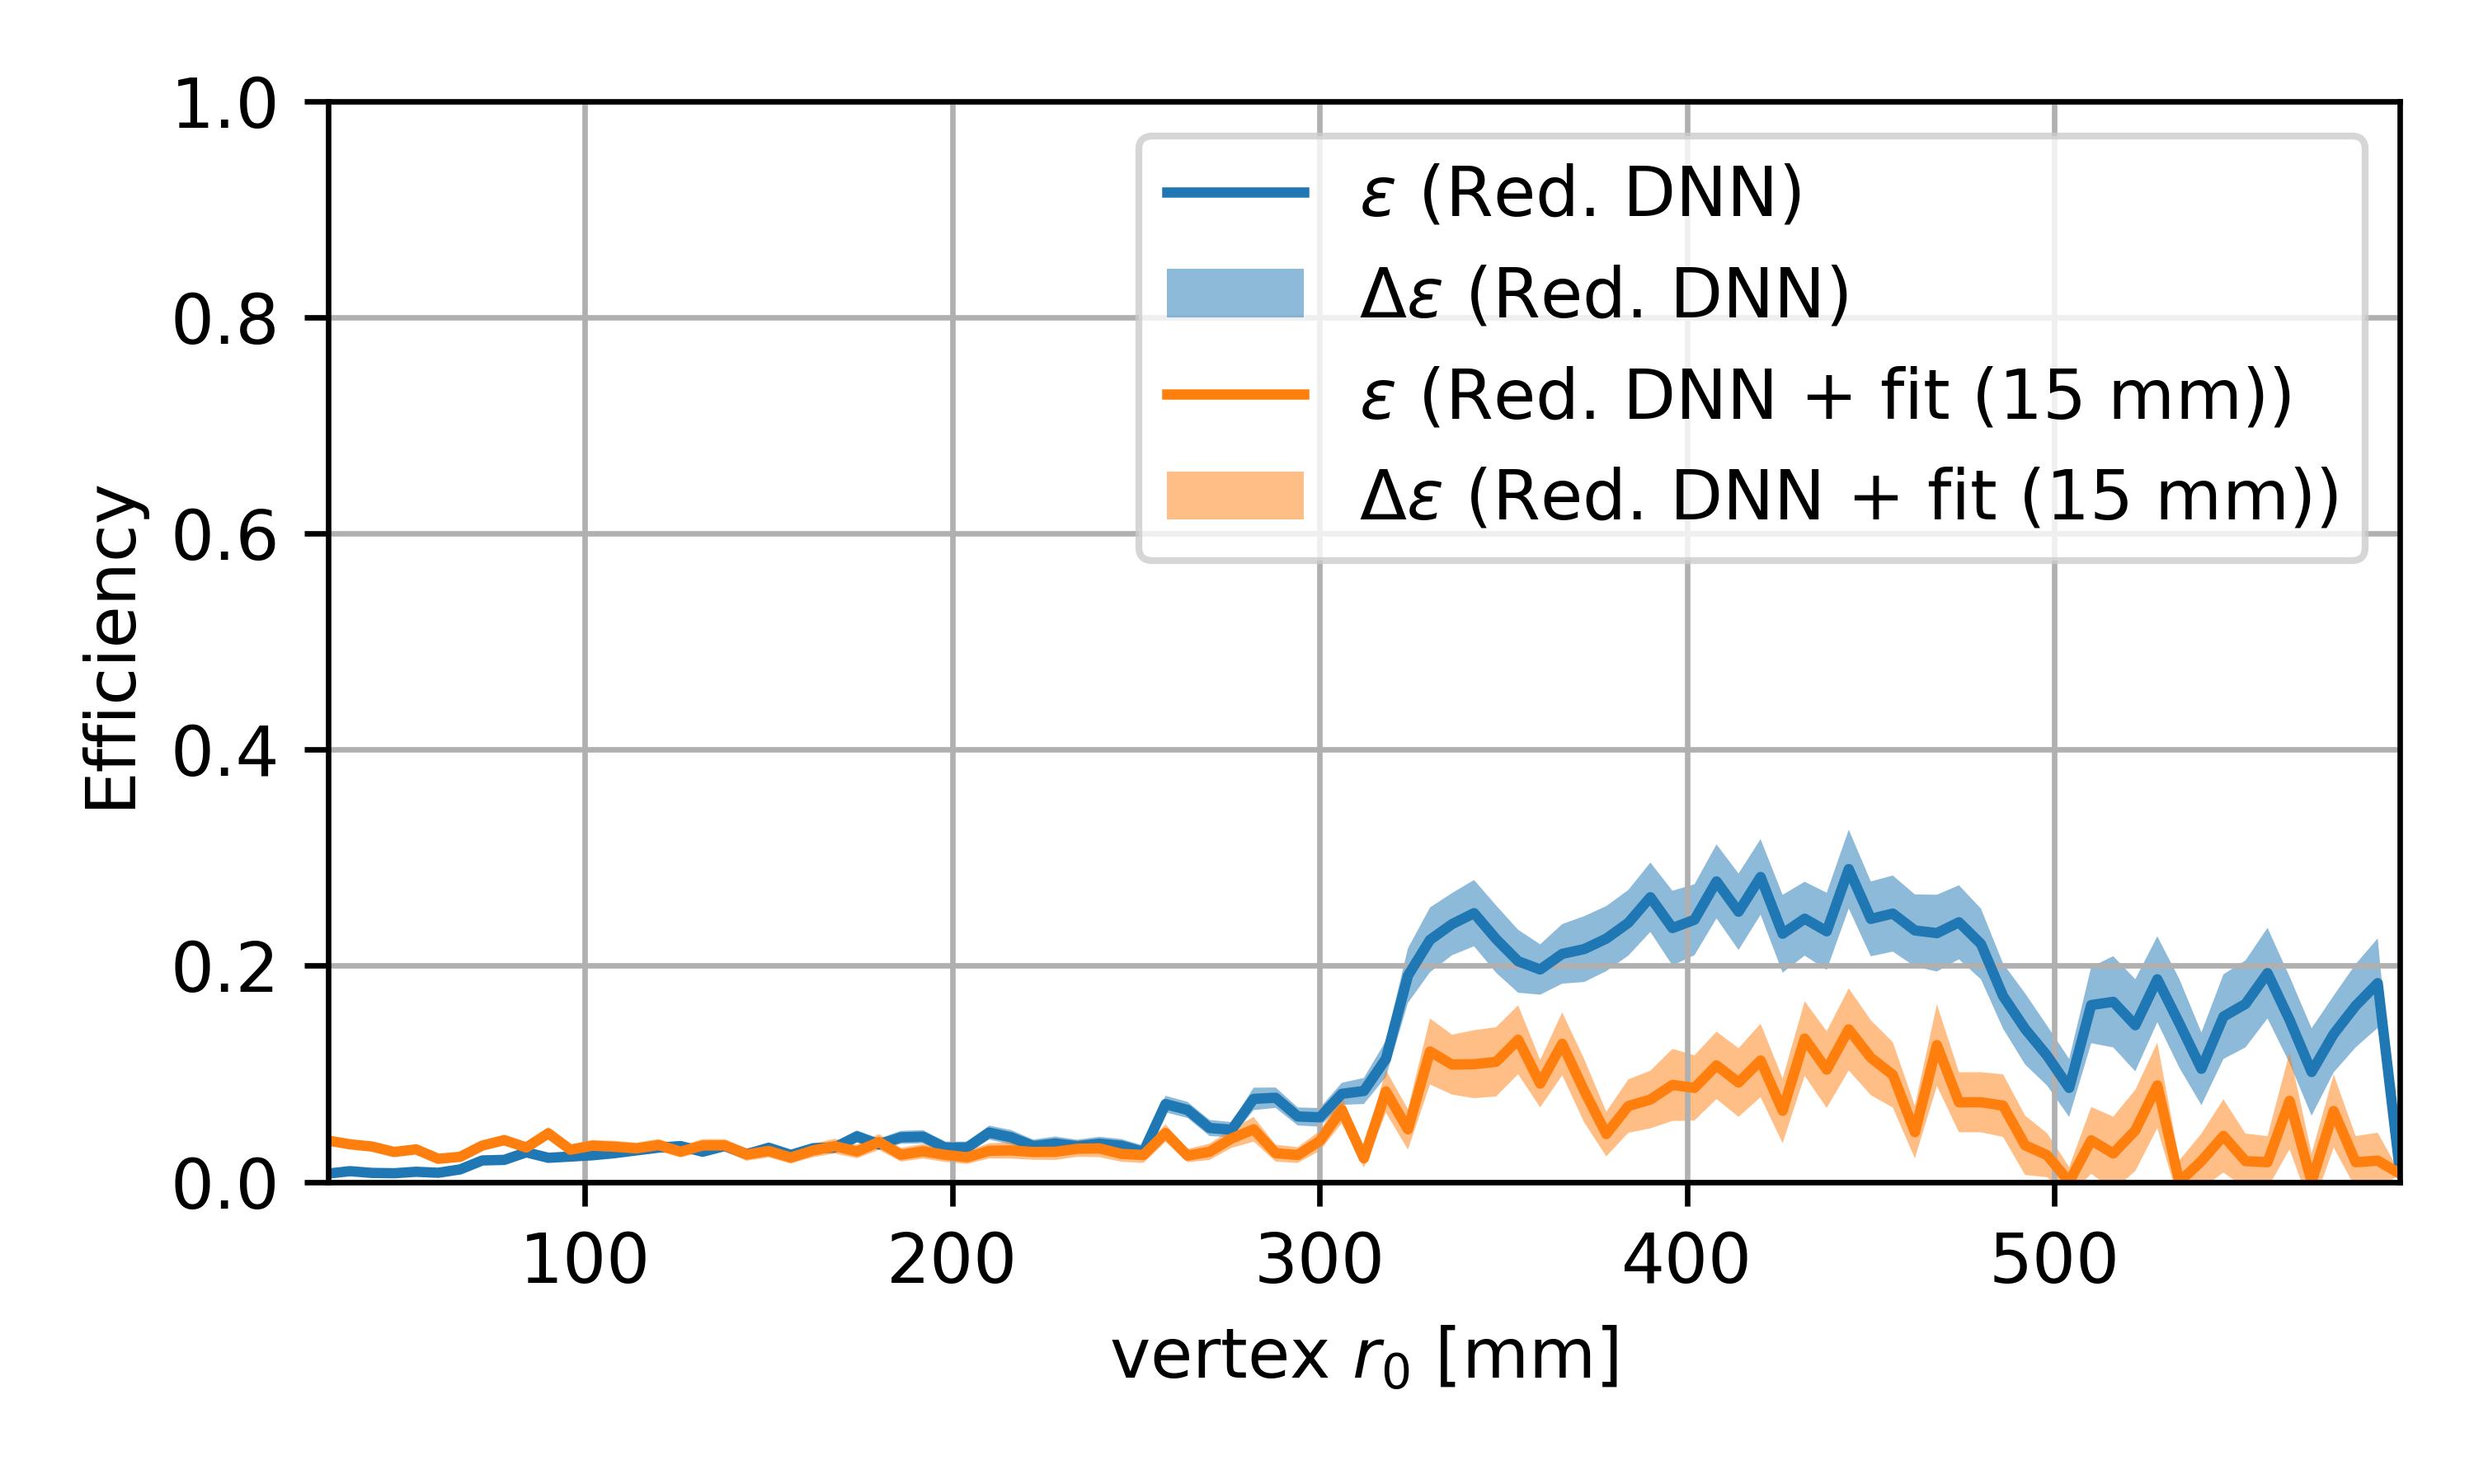 1.0
0.8
0.6
0.4
0.2
0.0
Efficiency
ε (Red. DNN)
Δε (Red. DNN)
ε (Red. DNN + fit (15 mm))
Δε (Red. DNN + fit (15 mm))
100 200 300 400 500
vertex r₀ [mm]